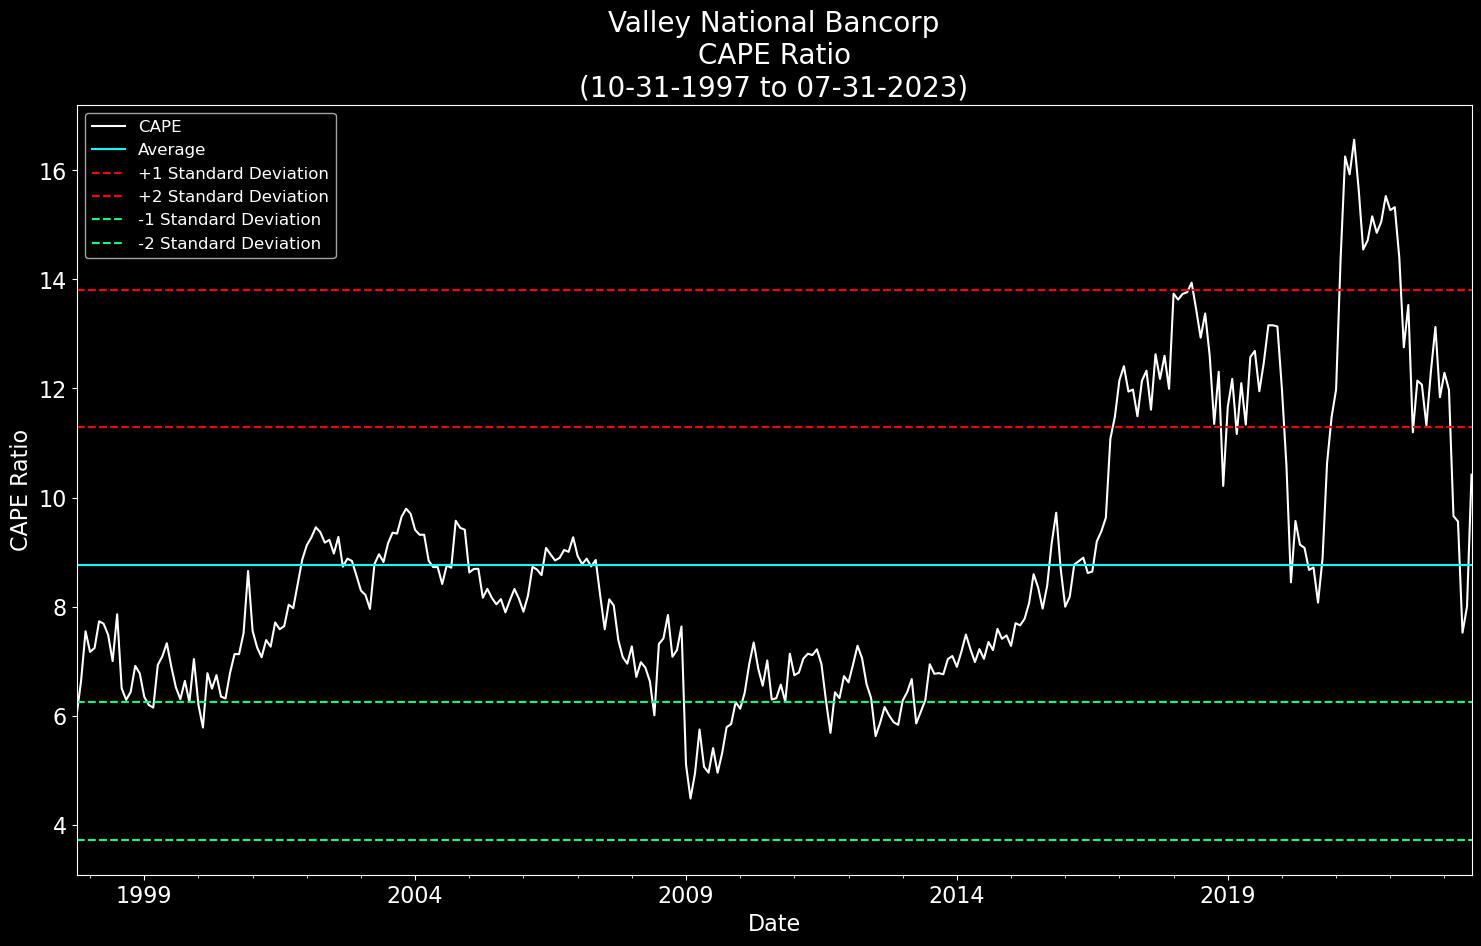 Valley National Bancorp
CAPE Ratio
(10-31-1997 to 07-31-2023)
CAPE
Average
+1 Standard Deviation
+2 Standard Deviation
-1 Standard Deviation
-2 Standard Deviation
CAPE Ratio
16
14
12
10
8
6
4
1999
2004
2009
2014
2019
Date